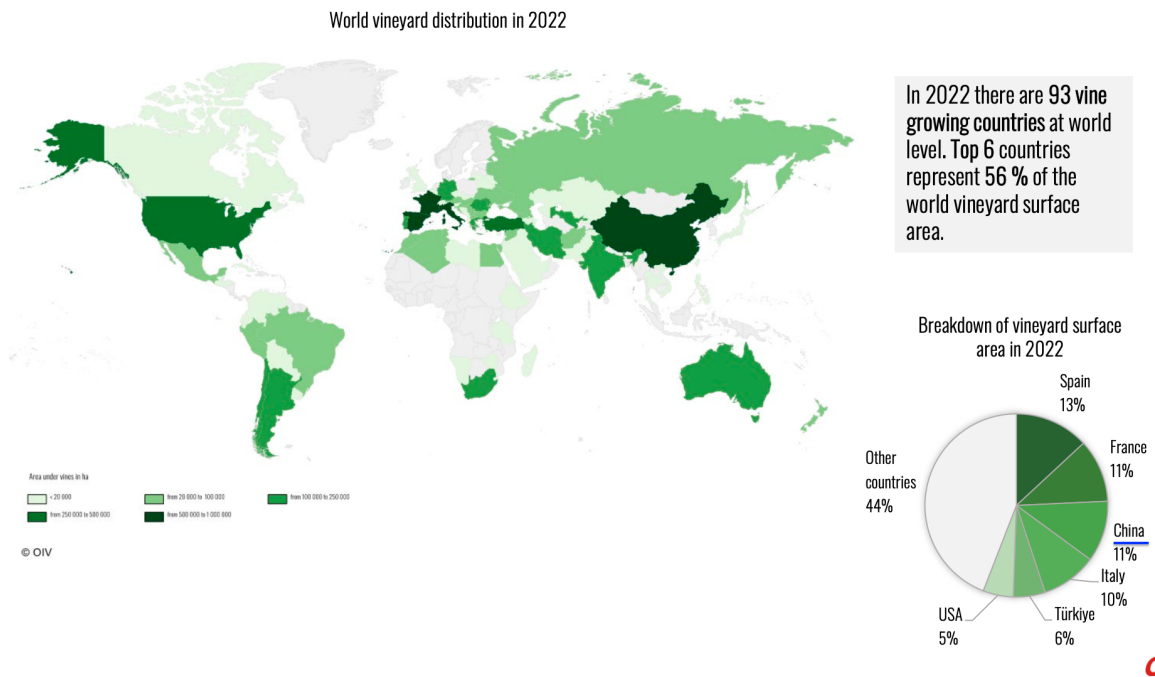 World vineyard distribution in 2022
In 2022 there are 93 vine
growing countries at world
level. Top 6 countries
represent 56 % of the
world vineyard surface
area.
Breakdown of vineyard surface
area in 2022
Spain
13%
France
11%
China
11%
Italy
10%
Türkiye
6%
USA
5%
Other
countries
44%
Area under vines in ha
< 20 000
from 20 000 to 100 000
from 100 000 to 250 000
from 250 000 to 500 000
from 500 000 to 1 000 000
© OIV